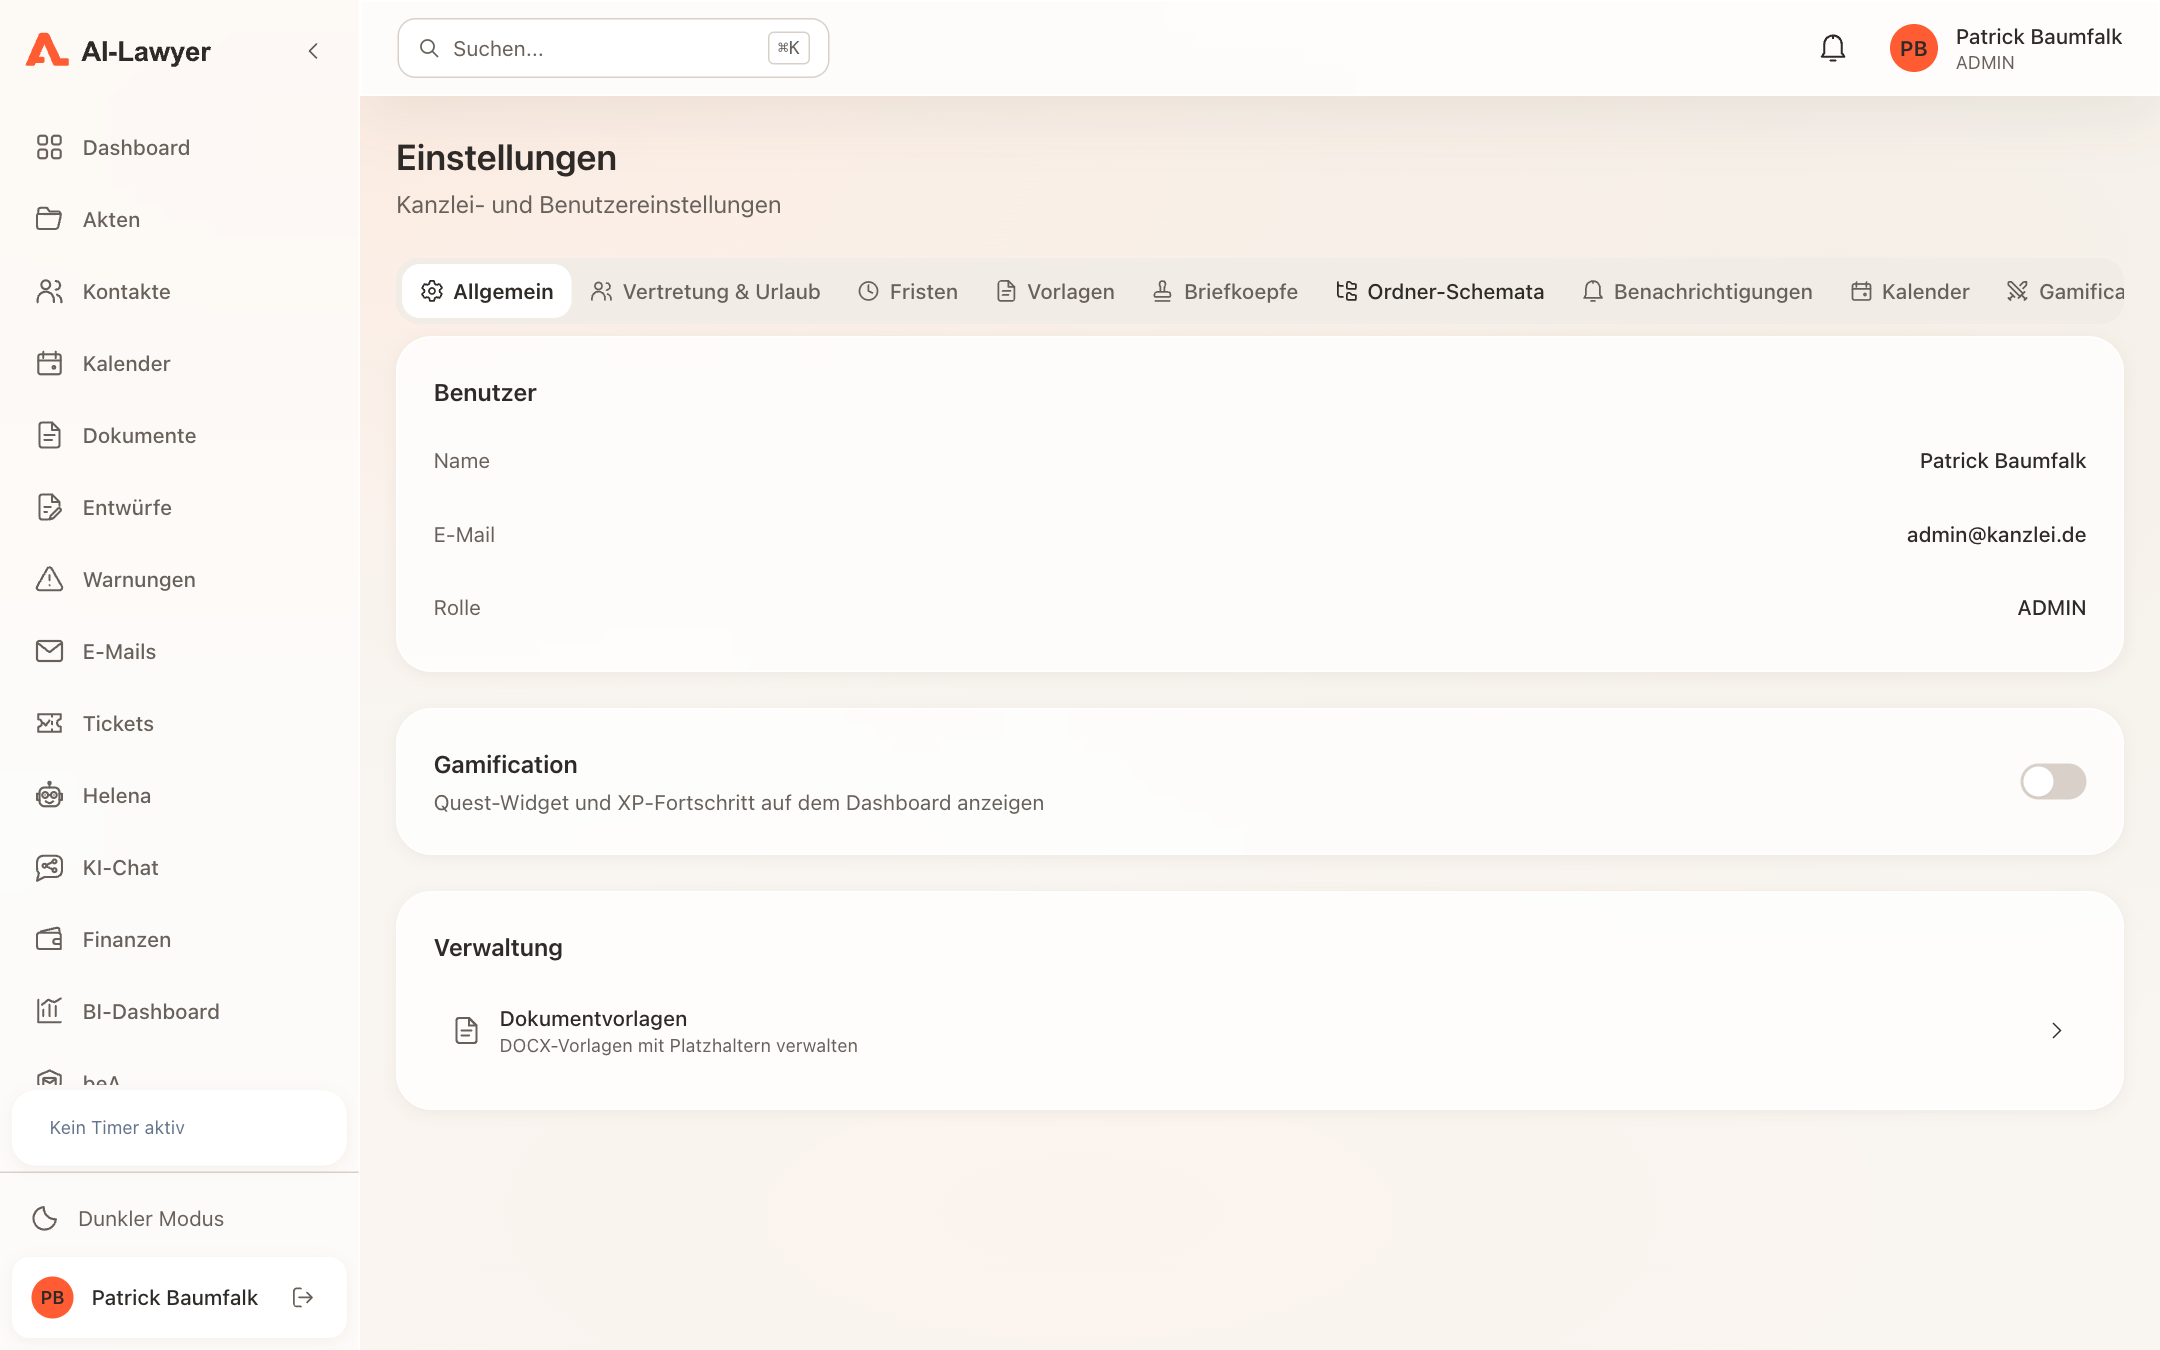 AI-Lawyer
Suchen...
⌘K
Patrick Baumfalk
ADMIN
PB
Dashboard
Akten
Kontakte
Kalender
Dokumente
Entwürfe
Warnungen
E-Mails
Tickets
Helena
KI-Chat
Finanzen
BI-Dashboard
beA
Kein Timer aktiv
Dunkler Modus
PB
Patrick Baumfalk
Einstellungen
Kanzlei- und Benutzereinstellungen
Allgemein
Vertretung & Urlaub
Fristen
Vorlagen
Briefkoepfe
Ordner-Schemata
Benachrichtigungen
Kalender
Gamifica
Benutzer
Name
Patrick Baumfalk
E-Mail
admin@kanzlei.de
Rolle
ADMIN
Gamification
Quest-Widget und XP-Fortschritt auf dem Dashboard anzeigen
Verwaltung
Dokumentvorlagen
DOCX-Vorlagen mit Platzhaltern verwalten